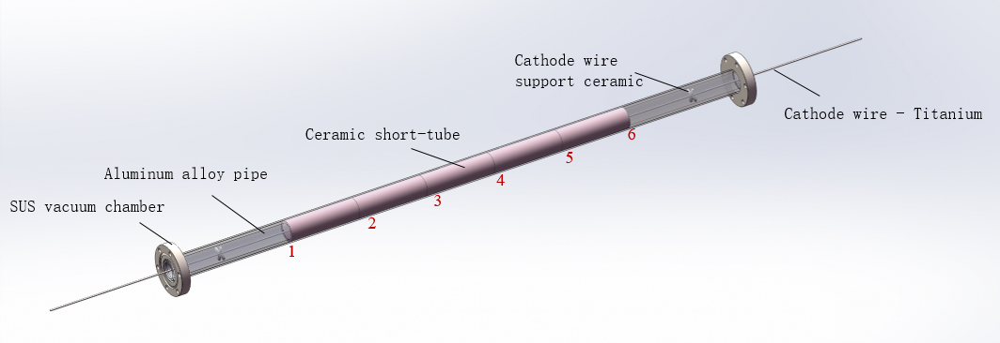 Cathode wire
support ceramic
Cathode wire - Titanium
Ceramic short-tube
Aluminum alloy pipe
SUS vacuum chamber
1
2
3
4
5
6